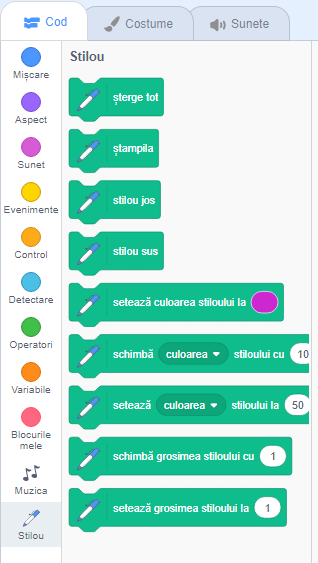 Cod
Costume
Sunete
Mișcare
Aspect
Sunet
Evenimente
Control
Detectare
Operatori
Variabile
Blocurile
mele
Muzica
Stilou
Stilou
șterge tot
ștampila
stilou jos
stilou sus
setează culoarea stiloului la
schimbă culoarea stiloului cu 10
setează culoarea stiloului la 50
schimbă grosimea stiloului cu 1
setează grosimea stiloului la 1